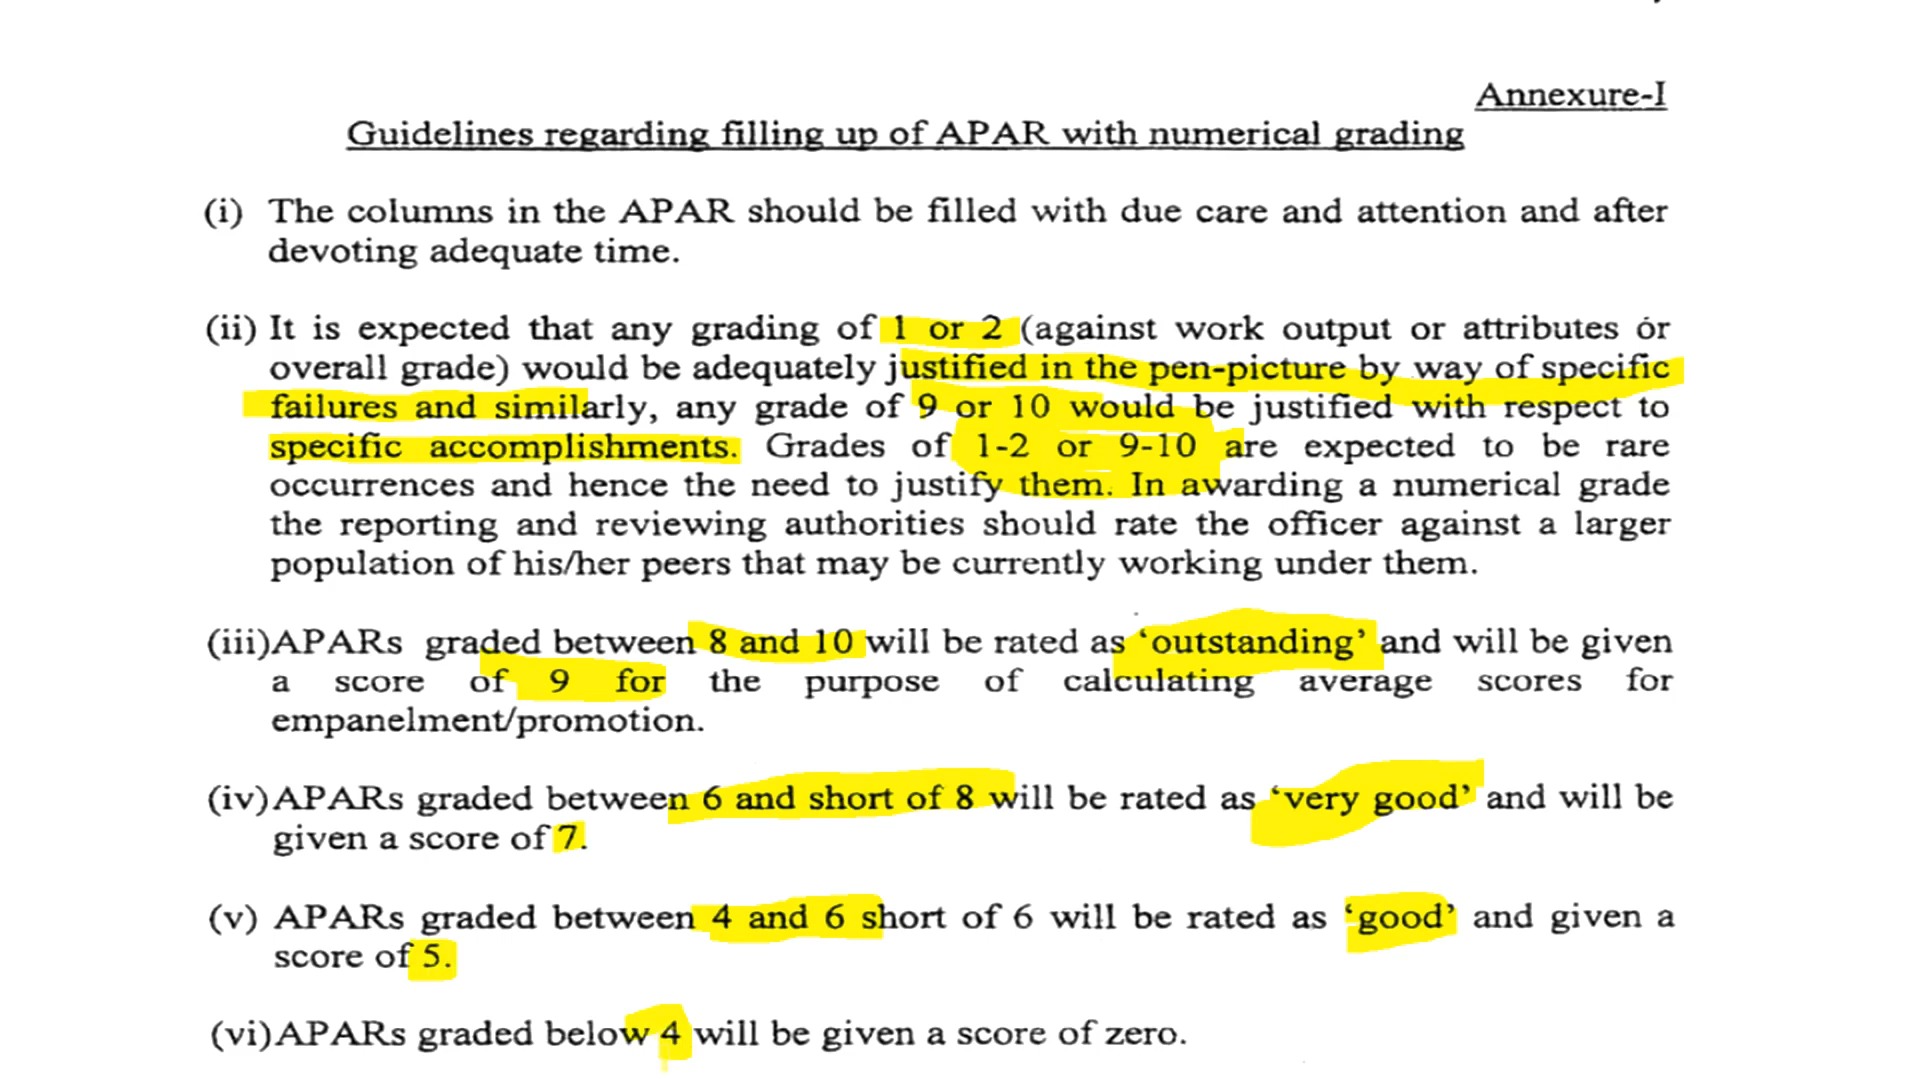 Annexure-I
Guidelines regarding filling up of APAR with numerical grading
(i) The columns in the APAR should be filled with due care and attention and after
devoting adequate time.
(ii) It is expected that any grading of 1 or 2 (against work output or attributes or
overall grade) would be adequately justified in the pen-picture by way of specific
failures and similarly, any grade of 9 or 10 would be justified with respect to
specific accomplishments. Grades of 1-2 or 9-10 are expected to be rare
occurrences and hence the need to justify them. In awarding a numerical grade
the reporting and reviewing authorities should rate the officer against a larger
population of his/her peers that may be currently working under them.
(iii)APARs graded between 8 and 10 will be rated as ‘outstanding’ and will be given
a score of 9 for the purpose of calculating average scores for
empanelment/promotion.
(iv)APARs graded between 6 and short of 8 will be rated as ‘very good’ and will be
given a score of 7.
(v) APARs graded between 4 and 6 short of 6 will be rated as ‘good’ and given a
score of 5.
(vi)APARs graded below 4 will be given a score of zero.